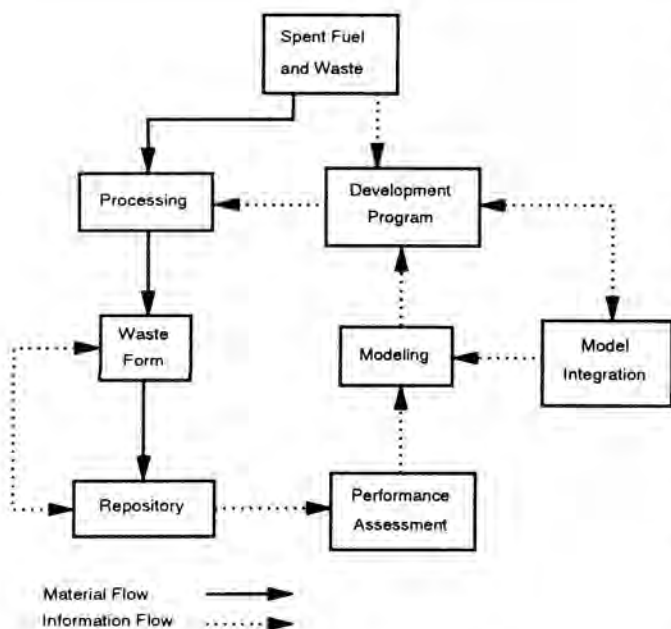 Spent Fuel
and Waste
Processing
Development
Program
Waste
Form
Modeling
Model
Integration
Repository
Performance
Assessment
Material Flow
Information Flow